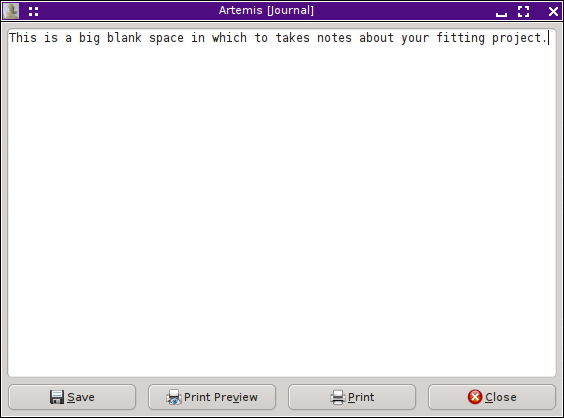 Artemis [Journal]
This is a big blank space in which to takes notes about your fitting project.
Save
Print Preview
Print
Close